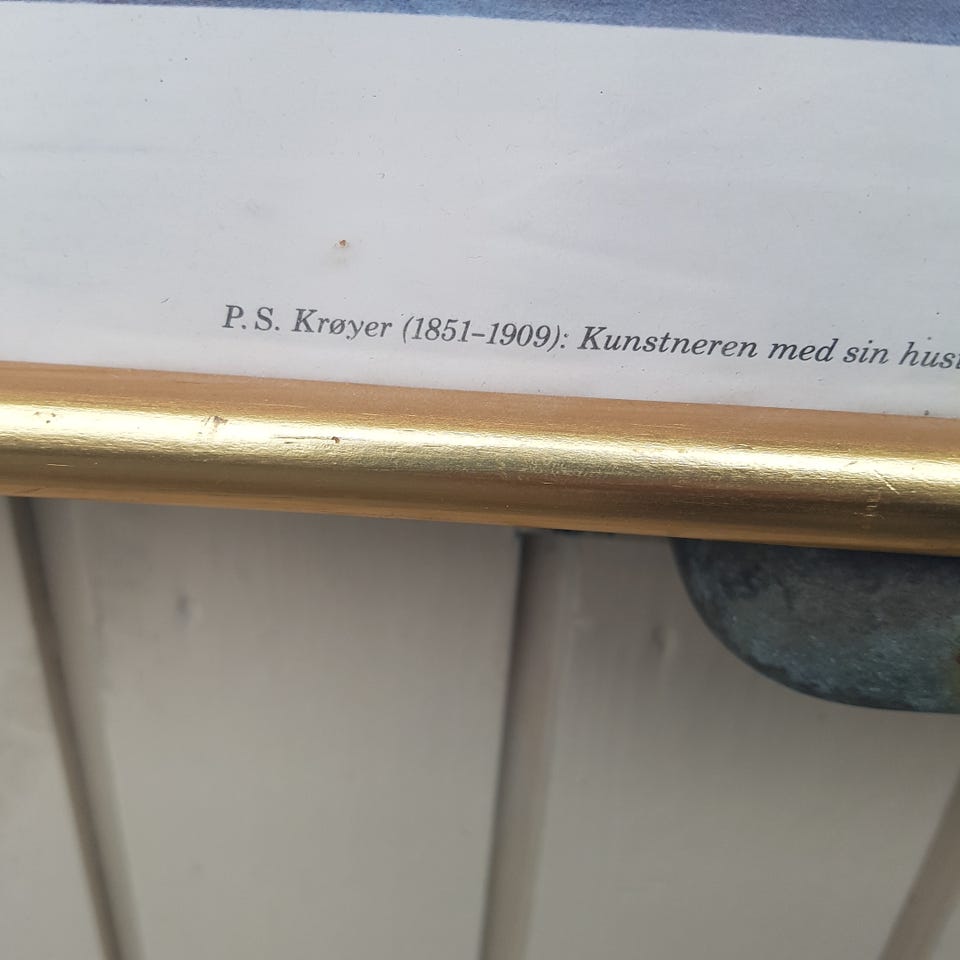 P. S. Krøyer (1851–1909): Kunstneren med sin